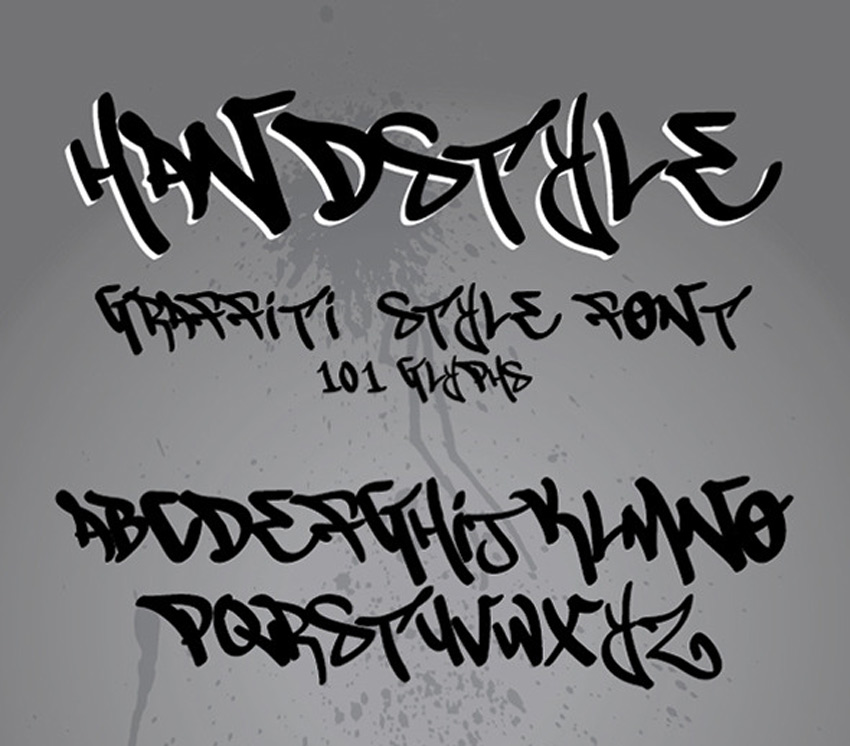 HANDSTYLE
GRAFFiTi STYLE FONT
101 GLYPHS
ABCDEFGHiJKLMNO
PQRSTUVWXYZ